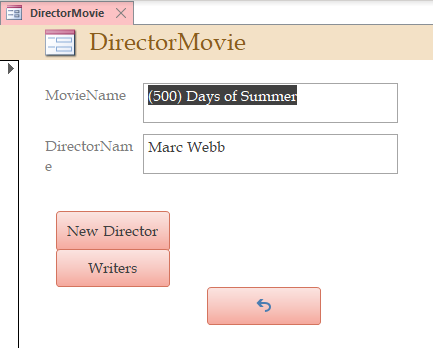 DirectorMovie
DirectorMovie
MovieName (500) Days of Summer
DirectorNam Marc Webb
e
New Director
Writers